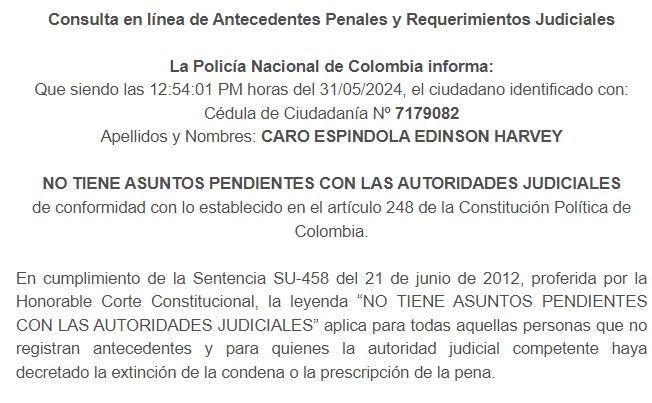 Consulta en línea de Antecedentes Penales y Requerimientos Judiciales
La Policía Nacional de Colombia informa:
Que siendo las 12:54:01 PM horas del 31/05/2024, el ciudadano identificado con:
Cédula de Ciudadanía Nº 7179082
Apellidos y Nombres: CARO ESPINDOLA EDINSON HARVEY
NO TIENE ASUNTOS PENDIENTES CON LAS AUTORIDADES JUDICIALES
de conformidad con lo establecido en el artículo 248 de la Constitución Política de
Colombia.
En cumplimiento de la Sentencia SU-458 del 21 de junio de 2012, proferida por la
Honorable Corte Constitucional, la leyenda “NO TIENE ASUNTOS PENDIENTES
CON LAS AUTORIDADES JUDICIALES” aplica para todas aquellas personas que no
registran antecedentes y para quienes la autoridad judicial competente haya
decretado la extinción de la condena o la prescripción de la pena.